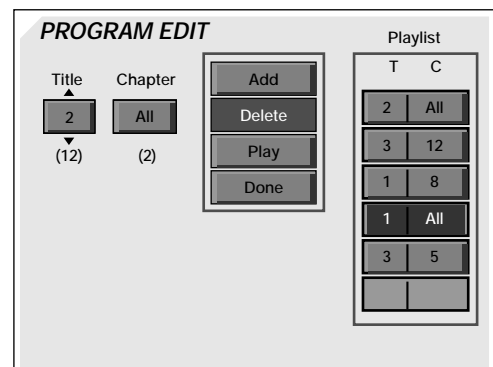 PROGRAM EDIT
Title Chapter
2 All
(12) (2)
Add
Delete
Play
Done
Playlist
T C
2 All
3 12
1 8
1 All
3 5